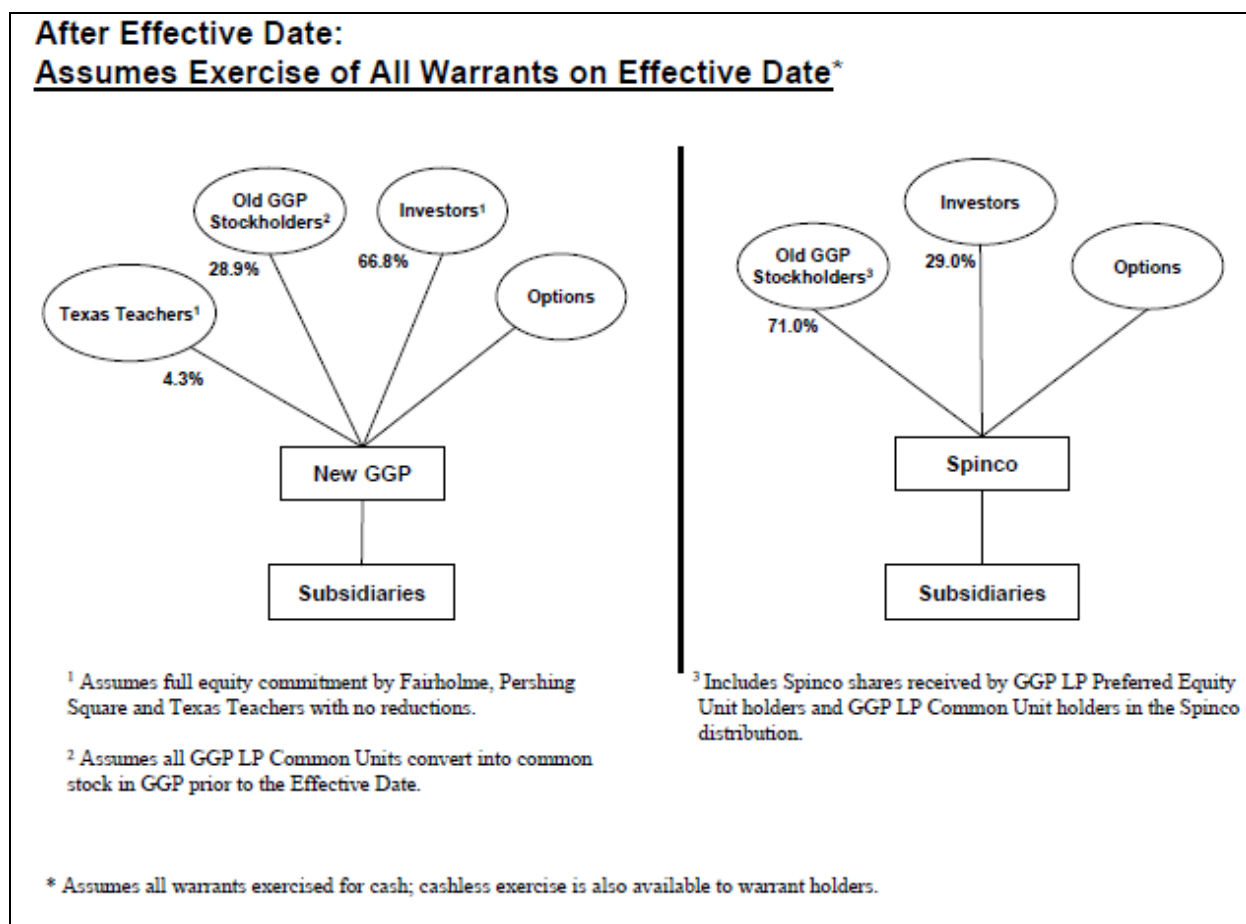 After Effective Date:
Assumes Exercise of All Warrants on Effective Date*
Old GGP
Stockholders²
28.9%
Investors¹
66.8%
Texas Teachers¹
4.3%
Options
New GGP
Subsidiaries
Investors
29.0%
Old GGP
Stockholders³
71.0%
Options
Spinco
Subsidiaries
¹ Assumes full equity commitment by Fairholme, Pershing
Square and Texas Teachers with no reductions.
² Assumes all GGP LP Common Units convert into common
stock in GGP prior to the Effective Date.
³ Includes Spinco shares received by GGP LP Preferred Equity
Unit holders and GGP LP Common Unit holders in the Spinco
distribution.
* Assumes all warrants exercised for cash; cashless exercise is also available to warrant holders.